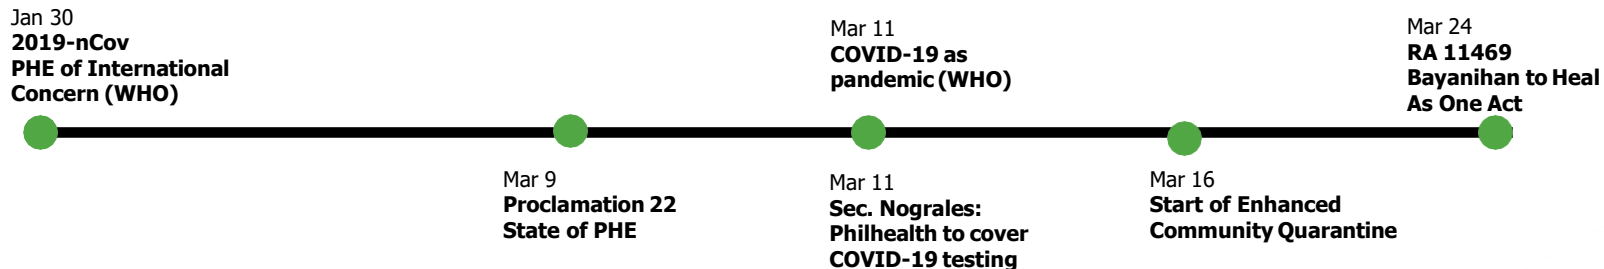 Jan 30
2019-nCov
PHE of International
Concern (WHO)
Mar 9
Proclamation 22
State of PHE
Mar 11
COVID-19 as
pandemic (WHO)
Mar 11
Sec. Nograles:
Philhealth to cover
COVID-19 testing
Mar 16
Start of Enhanced
Community Quarantine
Mar 24
RA 11469
Bayanihan to Heal
As One Act